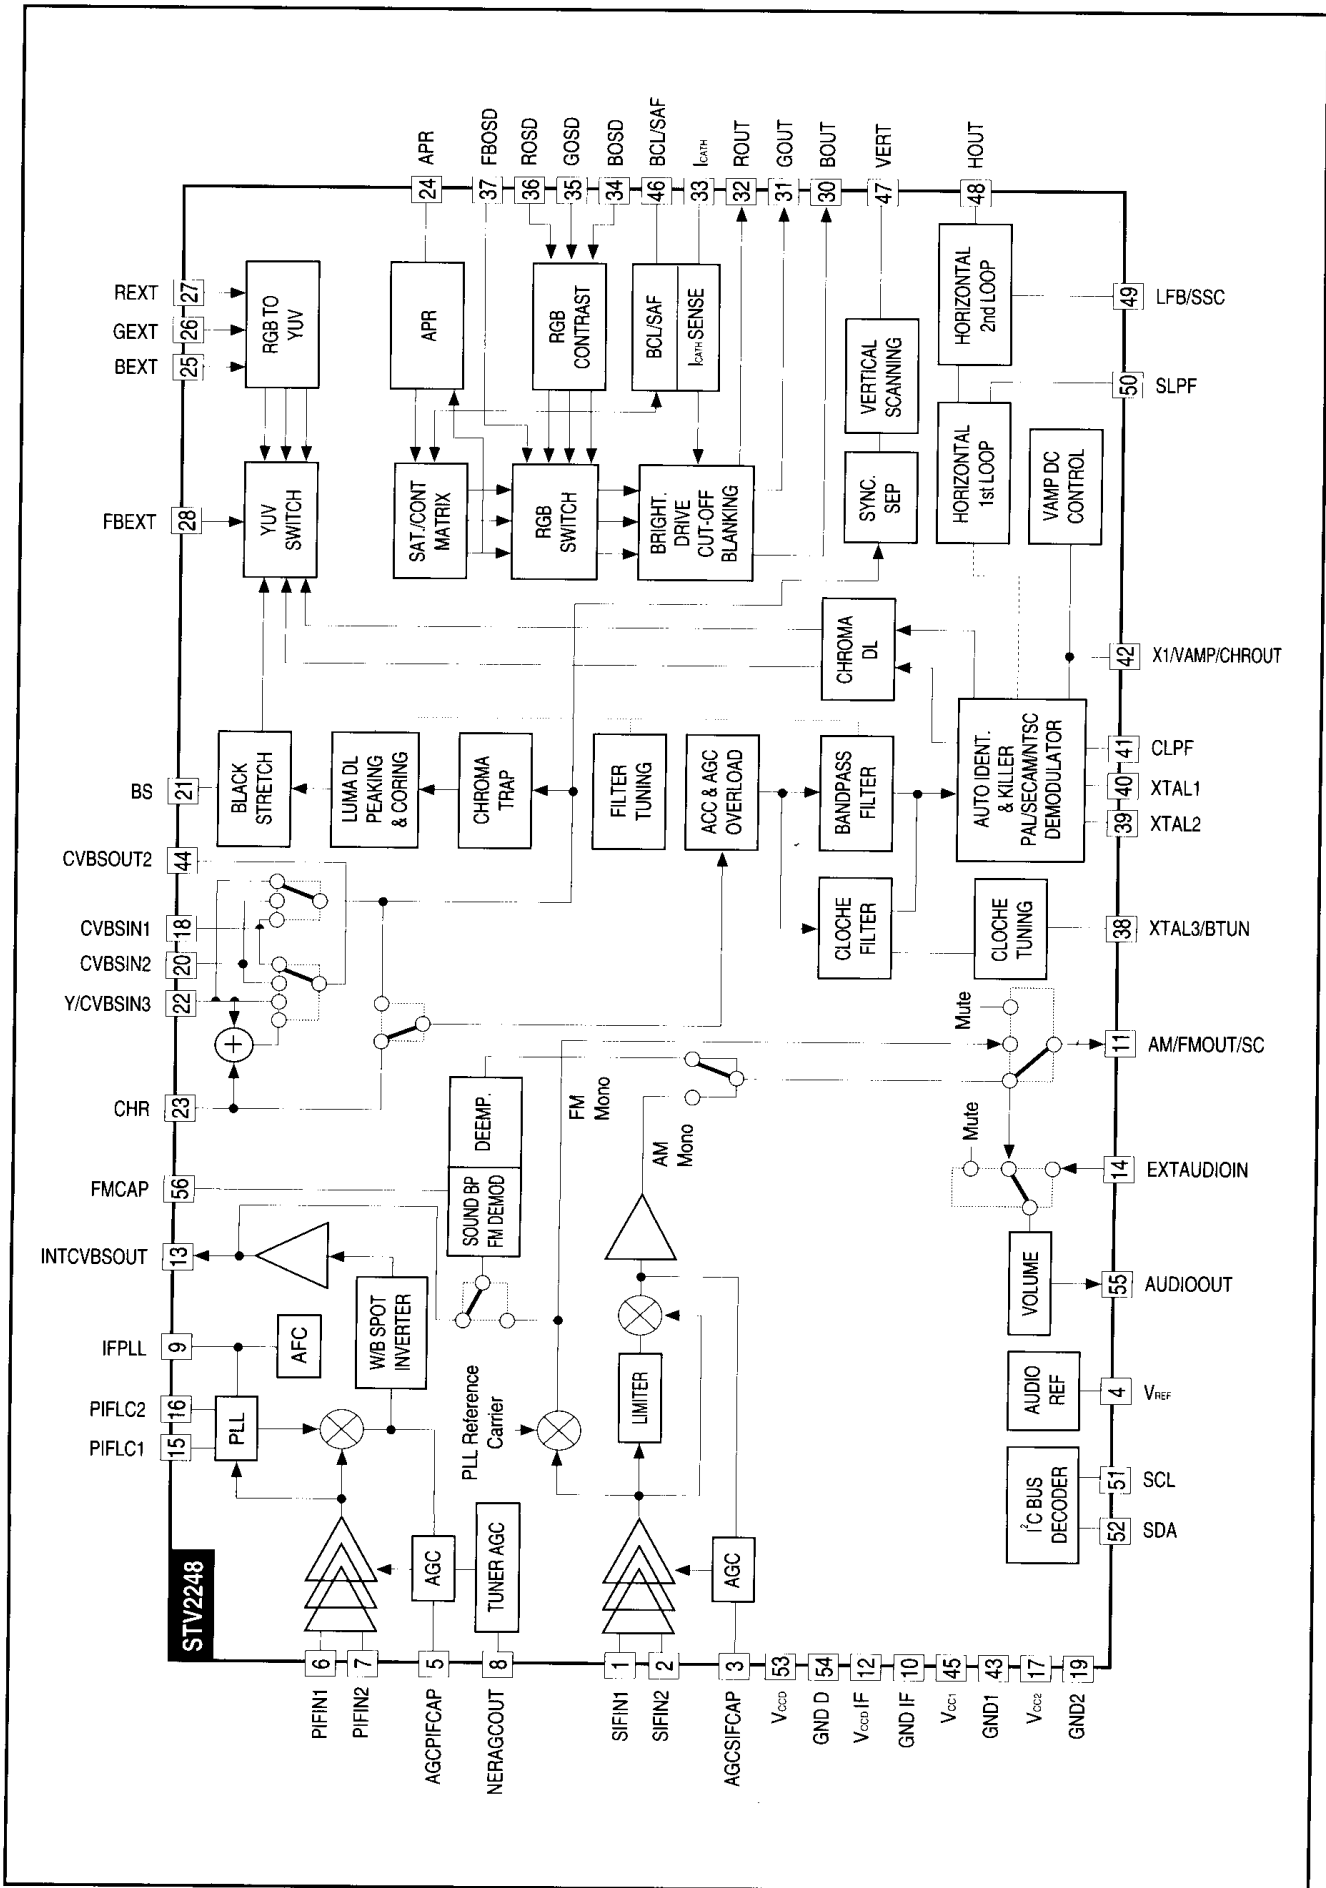 STV2248
PIFLC1
15
PIFLC2
16
IFPLL
9
INTCVBSOUT
13
FMCAP
56
CHR
23
Y/CVBSIN3
22
CVBSIN2
20
CVBSIN1
18
CVBSOUT2
44
BS
21
FBEXT
28
BEXT
25
GEXT
26
REXT
27
PIFIN1
6
PIFIN2
7
AGCPIFCAP
5
NERAGCOUT
8
SIFIN1
1
SIFIN2
2
AGCSIFCAP
3
VCCD
53
GND D
54
VCCD IF
12
GND IF
10
VCC1
45
GND1
43
VCC2
17
GND2
19
APR
24
FBOSD
37
ROSD
36
GOSD
35
BOSD
34
BCL/SAF
46
ICATH
33
ROUT
32
GOUT
31
BOUT
30
VERT
47
HOUT
48
SDA
52
SCL
51
VREF
4
AUDIOOUT
55
EXTAUDIOIN
14
AM/FMOUT/SC
11
XTAL3/BTUN
38
XTAL2
39
XTAL1
40
CLPF
41
X1/VAMP/CHROUT
42
SLPF
50
LFB/SSC
49
PLL
AFC
W/B SPOT
INVERTER
AGC
TUNER AGC
PLL Reference
Carrier
SOUND BP
FM DEMOD
DEEMP.
FM
Mono
AM
Mono
LIMITER
AGC
+
BLACK
STRETCH
LUMA DL
PEAKING
& CORING
CHROMA
TRAP
FILTER
TUNING
ACC & AGC
OVERLOAD
BANDPASS
FILTER
CLOCHE
FILTER
CLOCHE
TUNING
AUTO IDENT.
& KILLER
PAL/SECAM/NTSC
DEMODULATOR
CHROMA
DL
YUV
SWITCH
RGB TO
YUV
SAT./CONT
MATRIX
APR
RGB
SWITCH
RGB
CONTRAST
BRIGHT.
DRIVE
CUT-OFF
BLANKING
BCL/SAF
ICATH SENSE
SYNC.
SEP
VERTICAL
SCANNING
HORIZONTAL
1st LOOP
HORIZONTAL
2nd LOOP
VAMP DC
CONTROL
I²C BUS
DECODER
AUDIO
REF
VOLUME
Mute
Mute